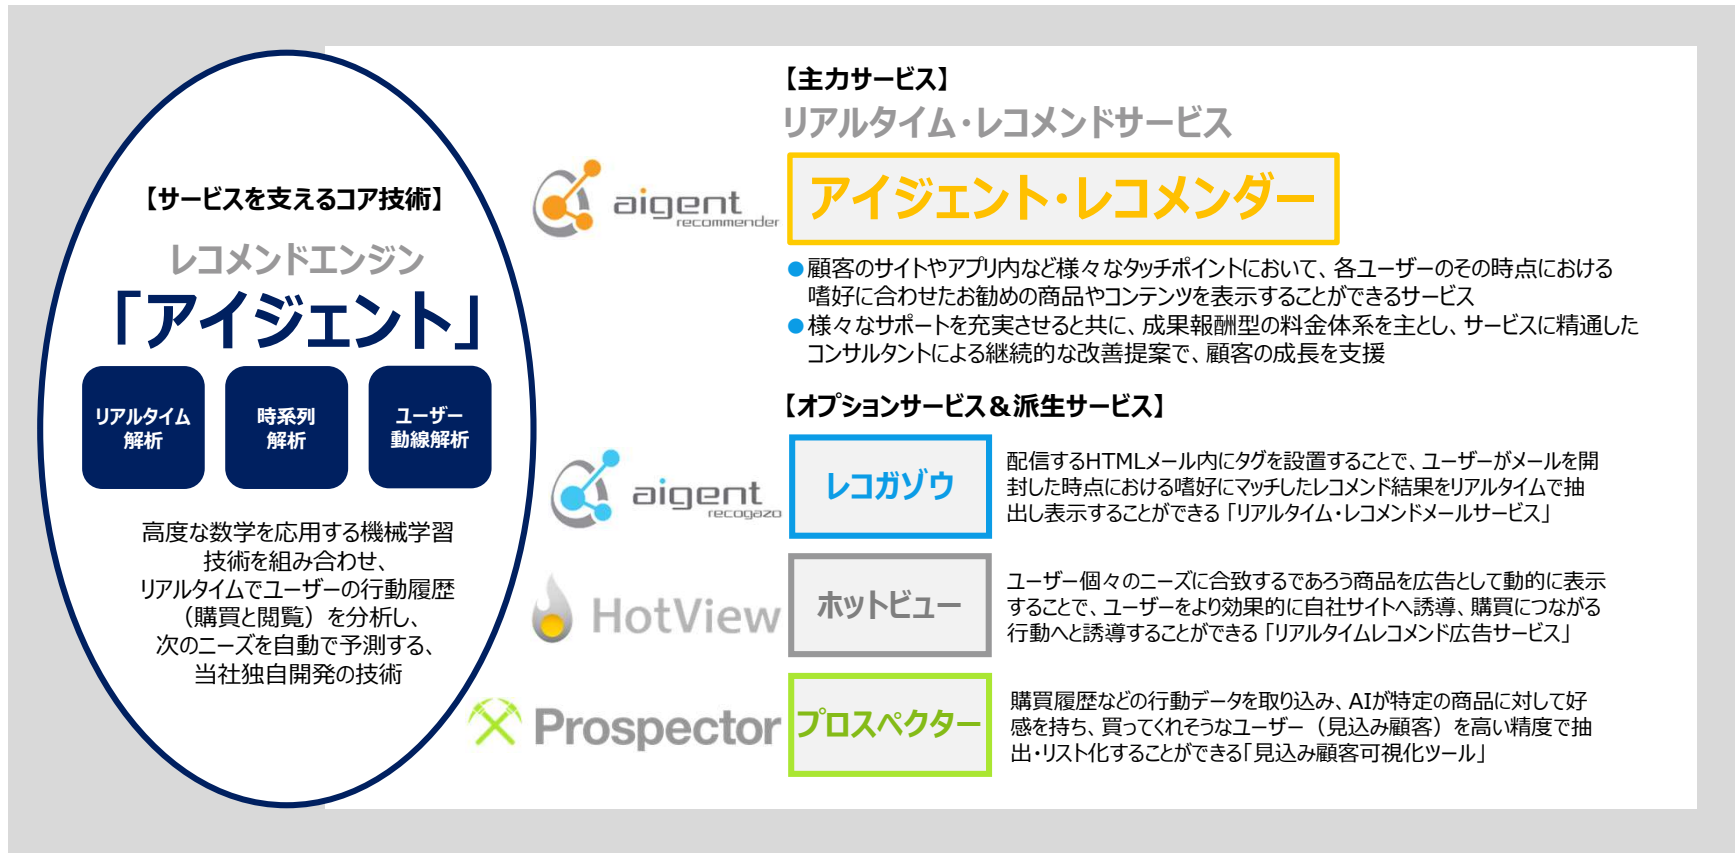 【サービスを支えるコア技術】
レコメンドエンジン
「アイジェント」
リアルタイム
解析
時系列
解析
ユーザー
動線解析
高度な数学を応用する機械学習
技術を組み合わせ、
リアルタイムでユーザーの行動履歴
（購買と閲覧）を分析し、
次のニーズを自動で予測する、
当社独自開発の技術
【主力サービス】
リアルタイム・レコメンドサービス
aigent
recommender
アイジェント・レコメンダー
●顧客のサイトやアプリ内など様々なタッチポイントにおいて、各ユーザーのその時点における
嗜好に合わせたお勧めの商品やコンテンツを表示することができるサービス
●様々なサポートを充実させると共に、成果報酬型の料金体系を主とし、サービスに精通した
コンサルタントによる継続的な改善提案で、顧客の成長を支援
【オプションサービス＆派生サービス】
aigent
recogazo
レコガゾウ
配信するHTMLメール内にタグを設置することで、ユーザーがメールを開
封した時点における嗜好にマッチしたレコメンド結果をリアルタイムで抽
出し表示することができる「リアルタイム・レコメンドメールサービス」
HotView
ホットビュー
ユーザー個々のニーズに合致するであろう商品を広告として動的に表示
することで、ユーザーをより効果的に自社サイトへ誘導、購買につながる
行動へと誘導することができる「リアルタイムレコメンド広告サービス」
Prospector
プロスペクター
購買履歴などの行動データを取り込み、AIが特定の商品に対して好
感を持ち、買ってくれそうなユーザー（見込み顧客）を高い精度で抽
出・リスト化することができる「見込み顧客可視化ツール」